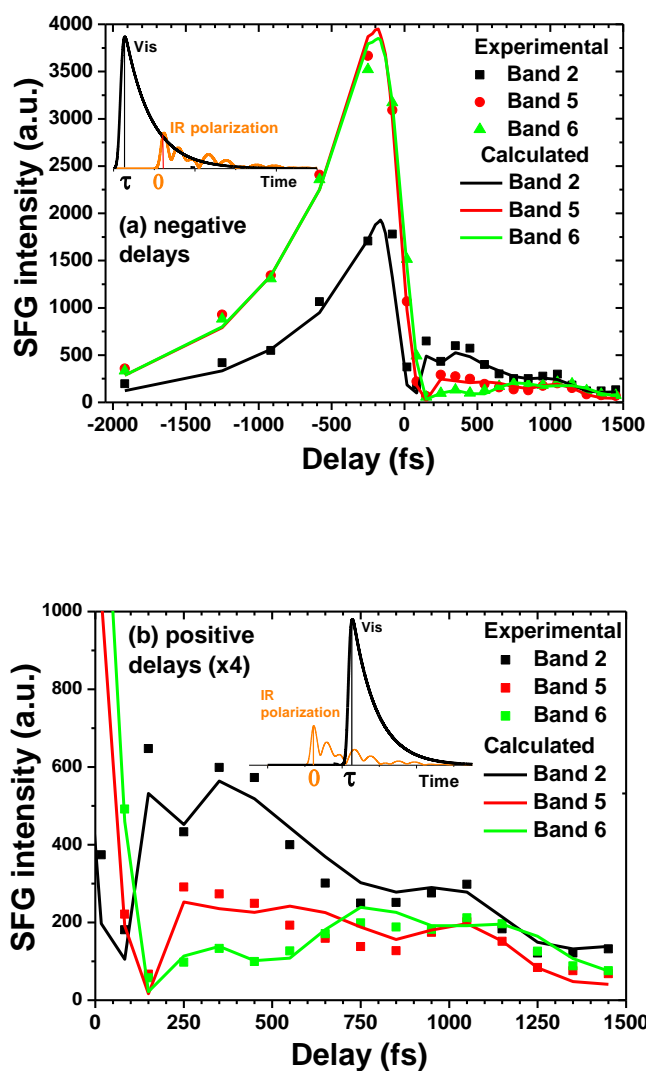 SFG intensity (a.u.)
4000
3500
3000
2500
2000
1500
1000
500
0
Vis
IR polarization
τ
0
Time
(a) negative
delays
Experimental
Band 2
Band 5
Band 6
Calculated
Band 2
Band 5
Band 6
-2000 -1500 -1000 -500 0 500 1000 1500
Delay (fs)
SFG intensity (a.u.)
1000
800
600
400
200
0
(b) positive
delays (x4)
Vis
IR
polarization
0
τ
Time
Experimental
Band 2
Band 5
Band 6
Calculated
Band 2
Band 5
Band 6
0 250 500 750 1000 1250 1500
Delay (fs)